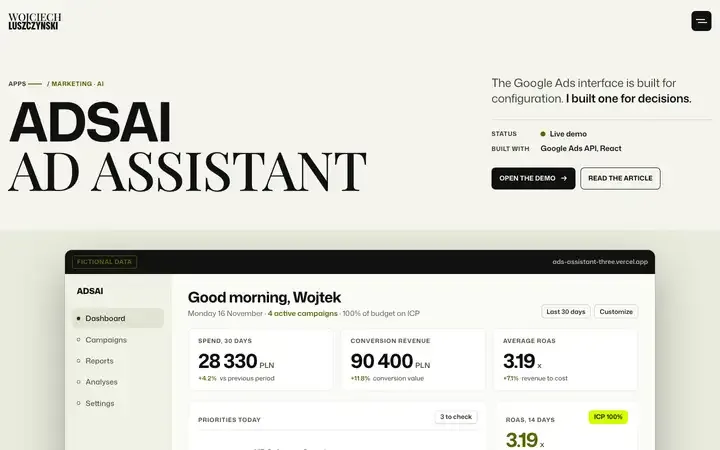 WOJCIECH
LUSZCZYNSKI
APPS / MARKETING · AI
ADSAI
AD ASSISTANT
The Google Ads interface is built for
configuration. I built one for decisions.
STATUS Live demo
BUILT WITH Google Ads API, React
OPEN THE DEMO → READ THE ARTICLE
FICTIONAL DATA
ads-assistant-three.vercel.app
ADSAI
Dashboard
Campaigns
Reports
Analyses
Settings
Good morning, Wojtek
Monday 16 November · 4 active campaigns · 100% of budget on ICP
Last 30 days
Customize
SPEND, 30 DAYS
28 330 PLN
+4.2% vs previous period
CONVERSION REVENUE
90 400 PLN
+11.8% conversion value
AVERAGE ROAS
3.19 x
+7.1% revenue to cost
PRIORITIES TODAY
3 to check
ROAS, 14 DAYS
ICP 100%
3.19 x